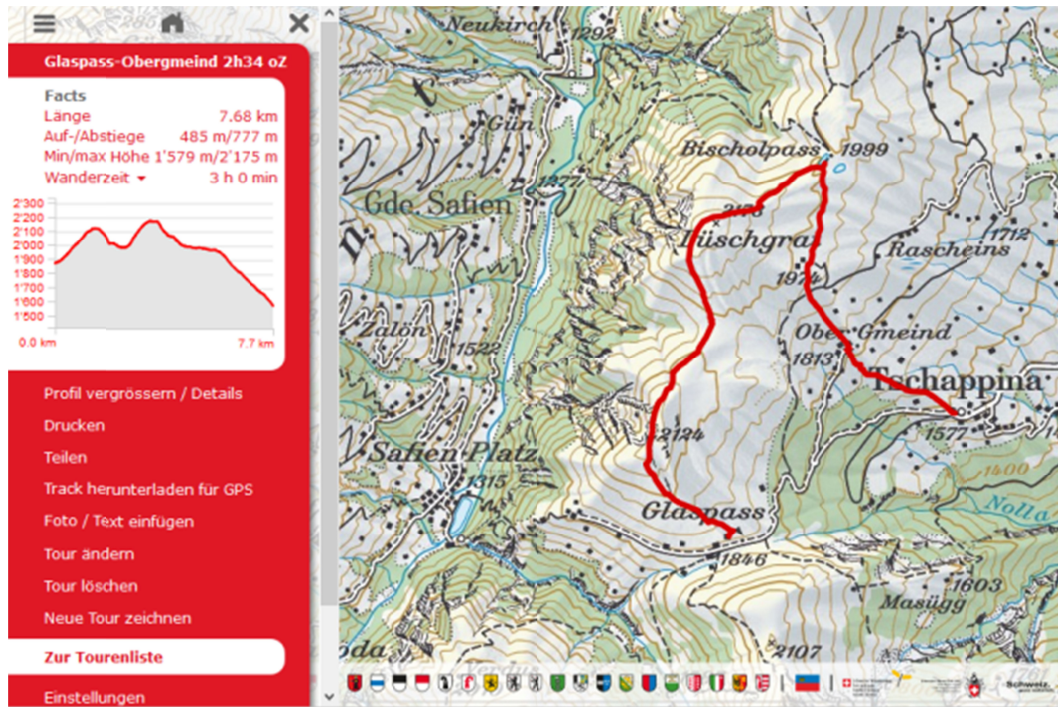 Glaspass-Obergmeind 2h34 oZ
Facts
Länge 7.68 km
Auf-/Abstiege 485 m/777 m
Min/max Höhe 1'579 m/2'175 m
Wanderzeit 3 h 0 min
2'300
2'200
2'100
2'000
1'900
1'800
1'700
1'600
1'500
0.0 km 7.7 km
Profil vergrössern / Details
Drucken
Teilen
Track herunterladen für GPS
Foto / Text einfügen
Tour ändern
Tour löschen
Neue Tour zeichnen
Zur Tourenliste
Einstellungen
Neukirch
1292
Gün
1277
Gde. Safien
Bischolpass 1999
2173
Lüschgrat
1712
Rascheins
1974
Zalön
1522
Ober Gmeind
1813
Tschappina
1577
2124
Safien Platz
1315
1400
Glaspass
Nolla
1846
1603
Masügg
2107
Schweiz.